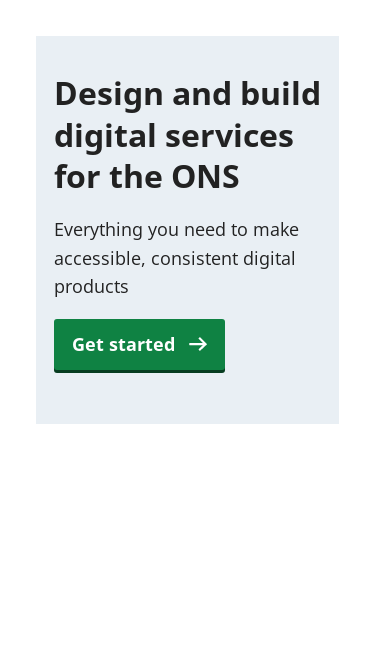 Design and build
digital services
for the ONS
Everything you need to make
accessible, consistent digital
products
Get started